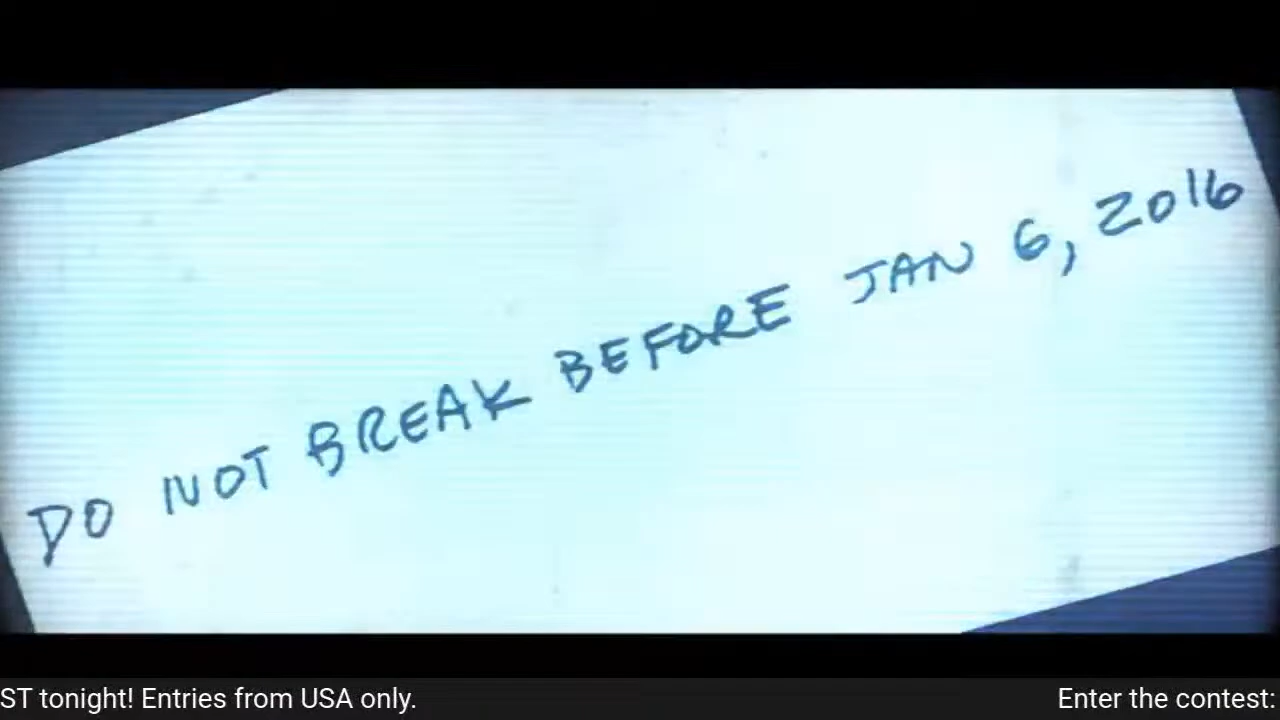 DO NOT BREAK BEFORE JAN 6, 2016
ST tonight! Entries from USA only. Enter the contest: